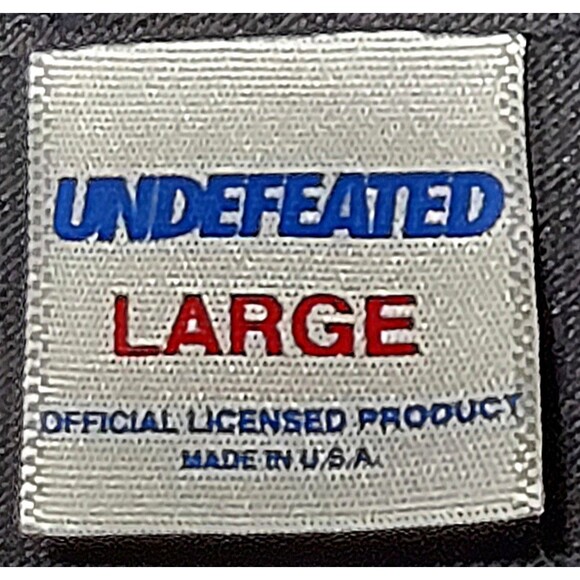 UNDEFEATED
LARGE
OFFICIAL LICENSED PRODUCT
MADE IN U.S.A.